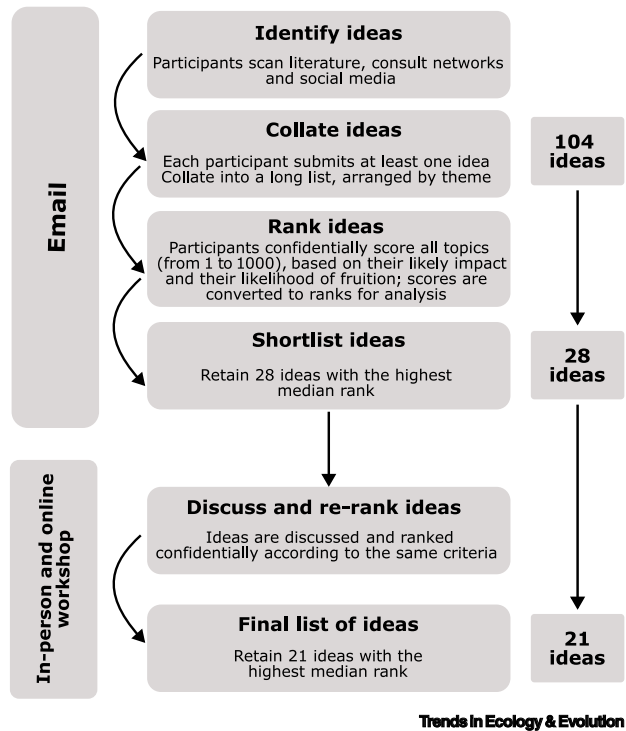 Email
Identify ideas
Participants scan literature, consult networks
and social media
Collate ideas
Each participant submits at least one idea
Collate into a long list, arranged by theme
104
ideas
Rank ideas
Participants confidentially score all topics
(from 1 to 1000), based on their likely impact
and their likelihood of fruition; scores are
converted to ranks for analysis
Shortlist ideas
Retain 28 ideas with the highest
median rank
28
ideas
In-person and online
workshop
Discuss and re-rank ideas
Ideas are discussed and ranked
confidentially according to the same criteria
Final list of ideas
Retain 21 ideas with the
highest median rank
21
ideas
Trends in Ecology & Evolution